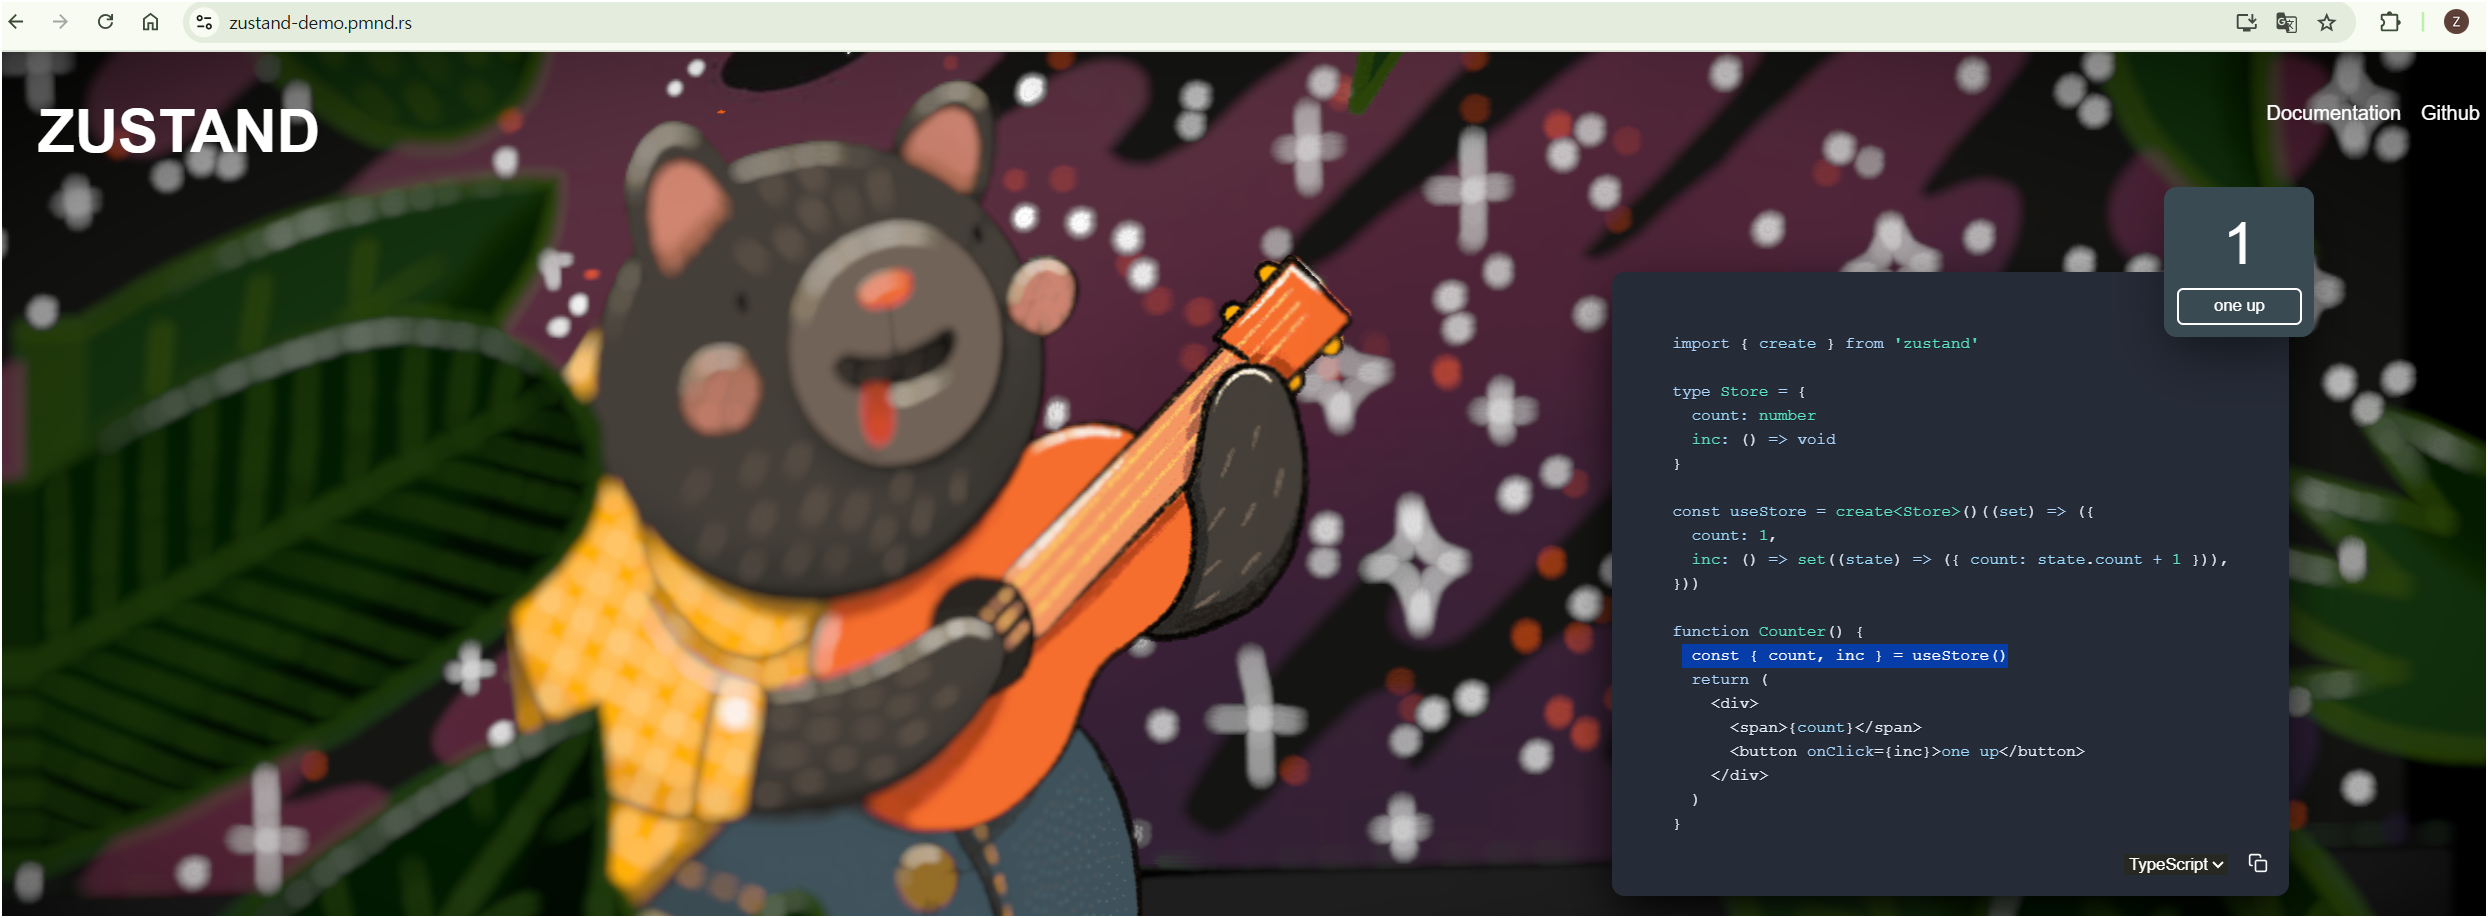 zustand-demo.pmnd.rs
Z
ZUSTAND
Documentation Github
1
one up
import { create } from 'zustand'
type Store = {
  count: number
  inc: () => void
}
const useStore = create<Store>()((set) => ({
  count: 1,
  inc: () => set((state) => ({ count: state.count + 1 })),
}))
function Counter() {
  const { count, inc } = useStore()
  return (
    <div>
      <span>{count}</span>
      <button onClick={inc}>one up</button>
    </div>
  )
}
TypeScript